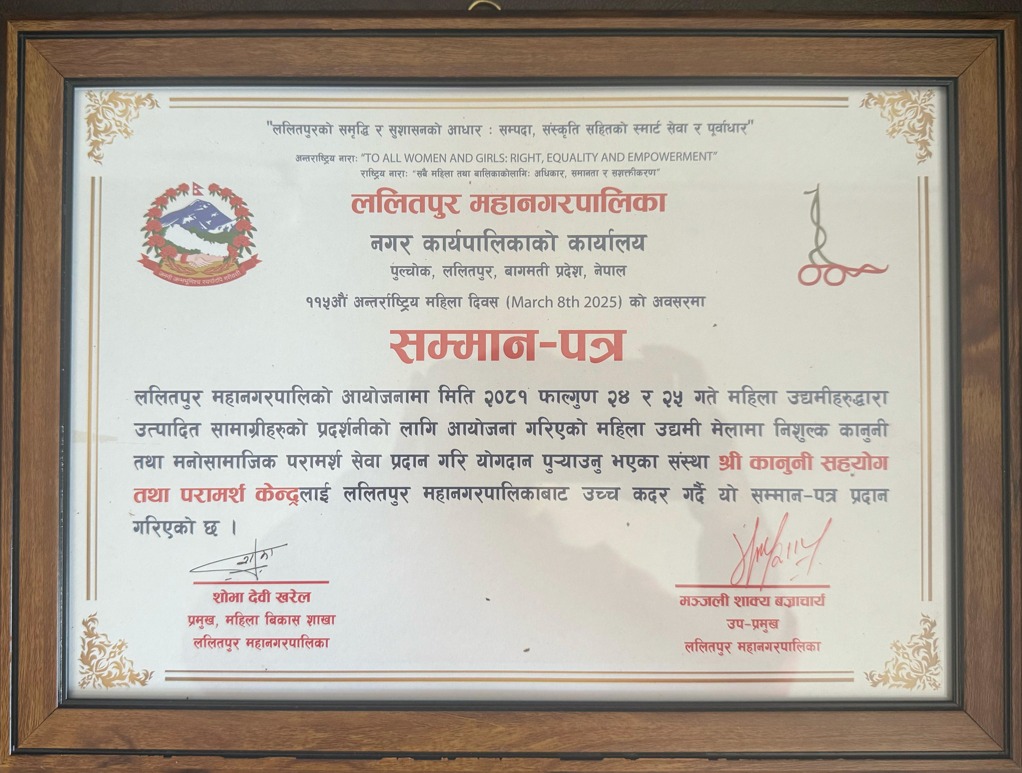 "ललितपुरको समृद्धि र सुशासनको आधार : सम्पदा, संस्कृति सहितको स्मार्ट सेवा र पूर्वाधार"
अन्तराष्ट्रिय नाराः "TO ALL WOMEN AND GIRLS: RIGHT, EQUALITY AND EMPOWERMENT"
राष्ट्रिय नाराः "सबै महिला तथा बालिकाकोलागिः अधिकार, समानता र सशक्तीकरण"
ललितपुर महानगरपालिका
नगर कार्यपालिकाको कार्यालय
पुल्चोक, ललितपुर, बागमती प्रदेश, नेपाल
११५औं अन्तर्राष्ट्रिय महिला दिवस (March 8th 2025) को अवसरमा
सम्मान-पत्र
ललितपुर महानगरपालिको आयोजनामा मिति २०८१ फाल्गुण २४ र २५ गते महिला उद्यमीहरुद्धारा
उत्पादित सामाग्रीहरुको प्रदर्शनीको लागि आयोजना गरिएको महिला उद्यमी मेलामा निशुल्क कानुनी
तथा मनोसामाजिक परामर्श सेवा प्रदान गरि योगदान पुऱ्याउनु भएका संस्था श्री कानुनी सहयोग
तथा परामर्श केन्द्रलाई ललितपुर महानगरपालिकाबाट उच्च कदर गर्दै यो सम्मान-पत्र प्रदान
गरिएको छ ।
शोभा देवी खरेल
प्रमुख, महिला बिकास शाखा
ललितपुर महानगरपालिका
मञ्जली शाक्य बज्राचार्य
उप-प्रमुख
ललितपुर महानगरपालिका